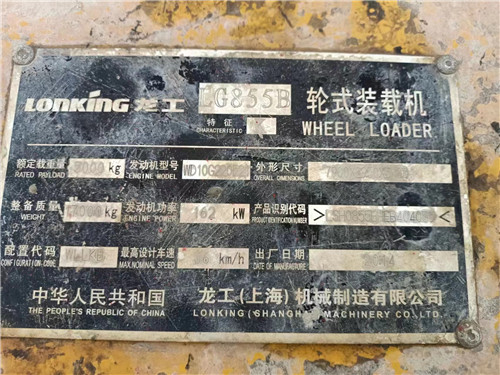 LONKING 龙工 LG855B 轮式装载机
特征
CHARACTERISTIC WHEEL LOADER
额定载重量 kg 发动机型号 WD10G 外形尺寸
RATED PAYLOAD ENGINE MODEL OVERALL DIMENSIONS
整备质量 kg 发动机功率 162 kW 产品识别代码
WEIGHT ENGINE POWER PRODUCT IDENTIFICATION NUMBER
配置代码 最高设计车速 km/h 出厂日期
CONFIGURATION-CODE MAX.NOMINAL SPEED DATE OF MANUFACTURE
中华人民共和国 龙工(上海)机械制造有限公司
THE PEOPLE'S REPUBLIC OF CHINA LONKING (SHANGHAI) MACHINERY CO.,LTD.